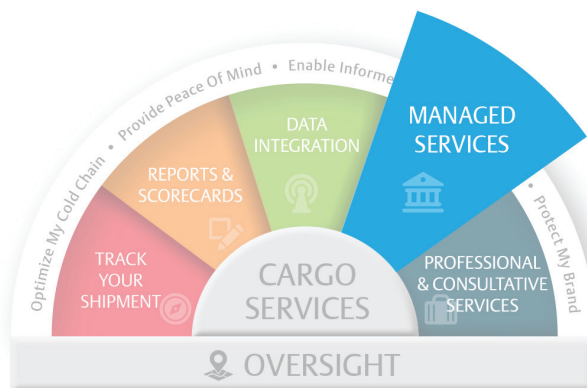 Optimize My Cold Chain • Provide Peace Of Mind • Enable Informe
• Protect My Brand
TRACK
YOUR
SHIPMENT
REPORTS &
SCORECARDS
DATA
INTEGRATION
MANAGED
SERVICES
PROFESSIONAL
& CONSULTATIVE
SERVICES
CARGO
SERVICES
OVERSIGHT